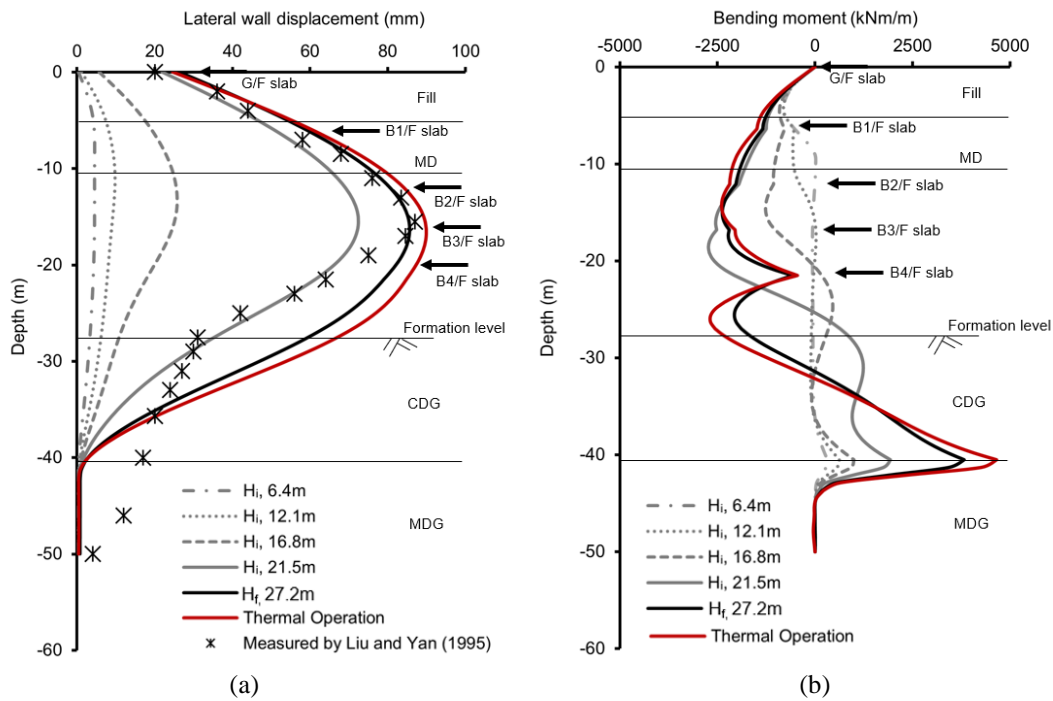 Lateral wall displacement (mm)
0 20 40 60 80 100
0
-10
-20
-30
-40
-50
-60
Depth (m)
G/F slab
Fill
B1/F slab
MD
B2/F slab
B3/F slab
B4/F slab
Formation level
CDG
MDG
Hi, 6.4m
Hi, 12.1m
Hi, 16.8m
Hi, 21.5m
Hf, 27.2m
Thermal Operation
Measured by Liu and Yan (1995)
(a)
Bending moment (kNm/m)
-5000 -2500 0 2500 5000
0
-10
-20
-30
-40
-50
-60
Depth (m)
G/F slab
Fill
B1/F slab
MD
B2/F slab
B3/F slab
B4/F slab
Formation level
CDG
MDG
Hi, 6.4m
Hi, 12.1m
Hi, 16.8m
Hi, 21.5m
Hf, 27.2m
Thermal Operation
(b)